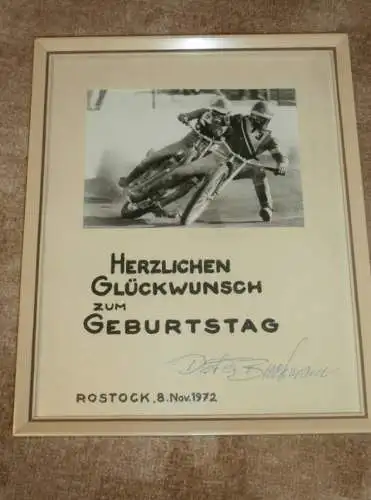 HERZLICHEN
GLÜCKWUNSCH
ZUM
GEBURTSTAG
ROSTOCK, 8. Nov. 1972